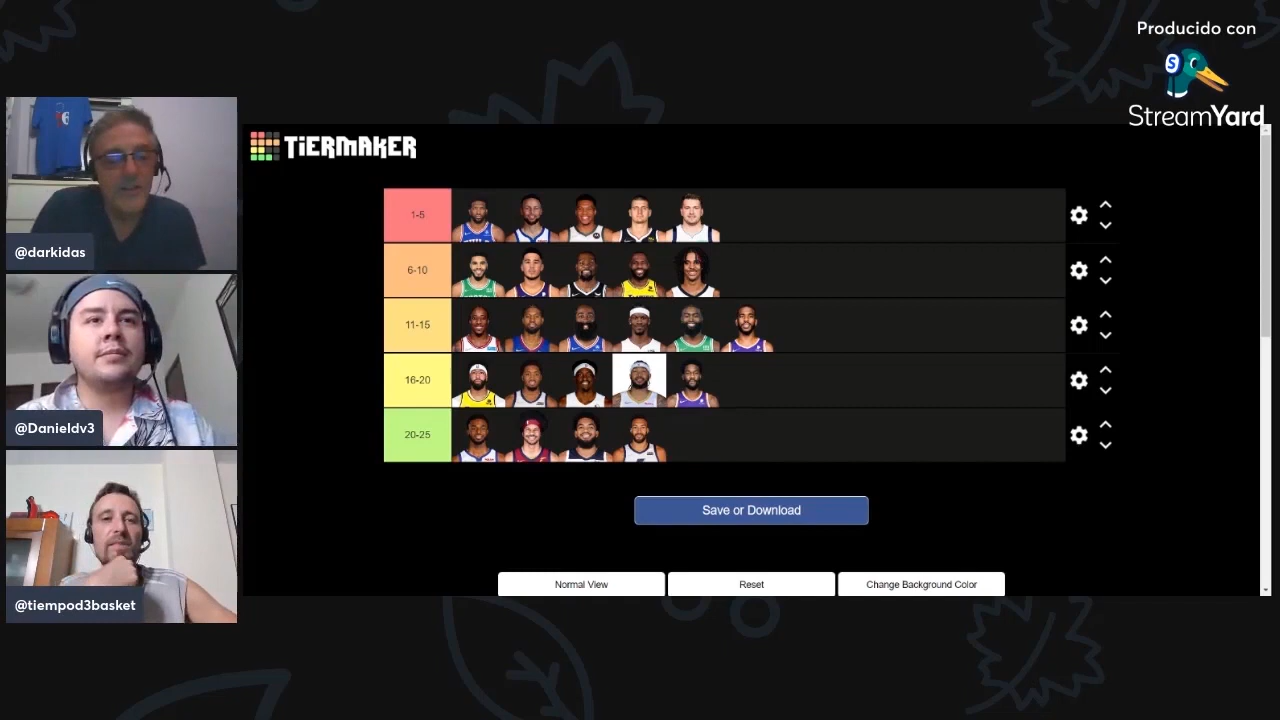 Producido con
S
StreamYard
TiERMAKER
@darkidas
@Danieldv3
@tiempod3basket
1-5
6-10
11-15
16-20
20-25
Save or Download
Normal View
Reset
Change Background Color